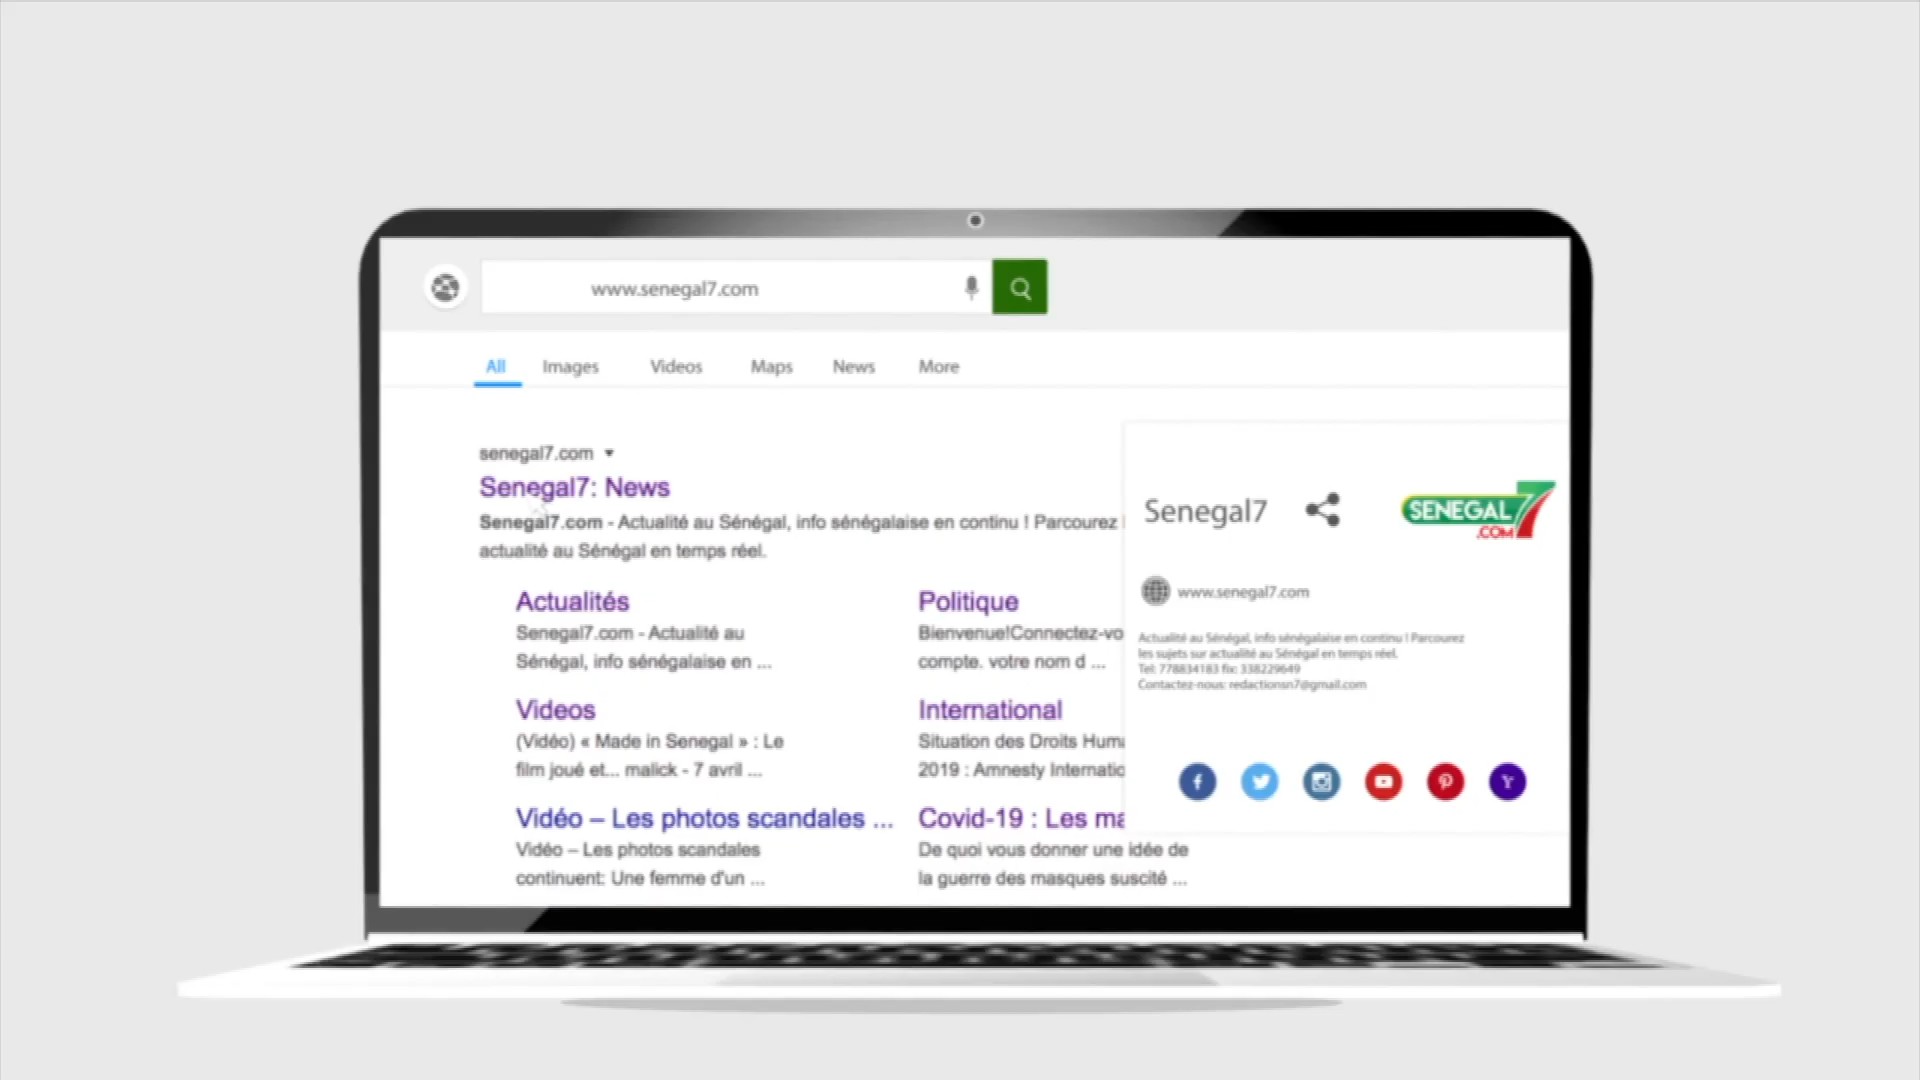 www.senegal7.com
All Images Videos Maps News More
senegal7.com
Senegal7: News
Senegal7.com - Actualité au Sénégal, info sénégalaise en continu ! Parcourez
actualité au Sénégal en temps réel.
Actualités
Senegal7.com - Actualité au
Sénégal, info sénégalaise en ...
Politique
Bienvenue!Connectez-vo
compte. votre nom d ...
Videos
(Vidéo) « Made in Senegal » : Le
film joué et... malick - 7 avril ...
International
Situation des Droits Huma
2019 : Amnesty Internatio
Vidéo – Les photos scandales ...
Vidéo – Les photos scandales
continuent: Une femme d'un ...
Covid-19 : Les ma
De quoi vous donner une idée de
la guerre des masques suscité ...
Senegal7
SENEGAL 7
.COM
www.senegal7.com
Actualité au Sénégal, info sénégalaise en continu ! Parcourez
les sujets sur actualité au Sénégal en temps réel.
Tel: 778834183 fix: 338229649
Contactez-nous: redactionsn7@gmail.com